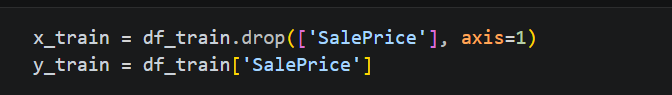 x_train = df_train.drop(['SalePrice'], axis=1)
y_train = df_train['SalePrice']